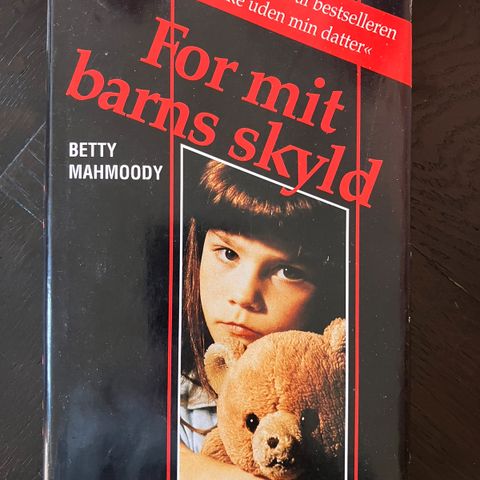 bestselleren
uden min datter«
For mit
barns skyld
BETTY
MAHMOODY